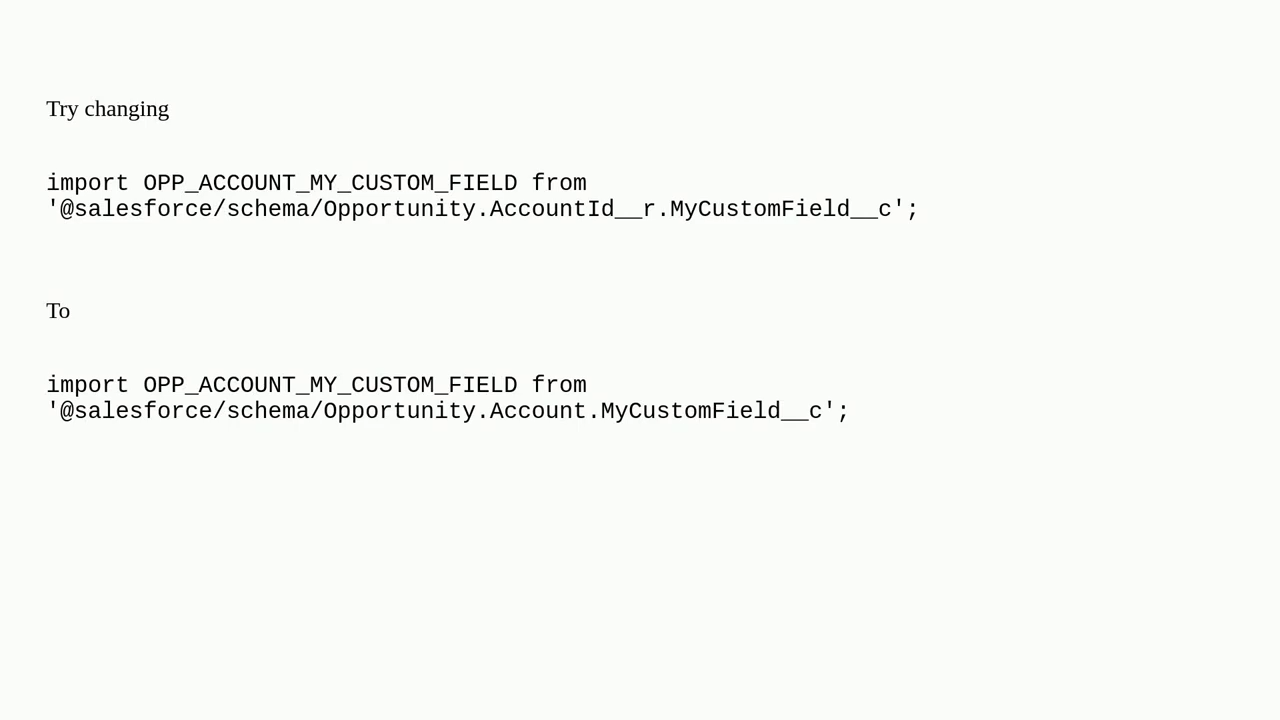 Try changing
import OPP_ACCOUNT_MY_CUSTOM_FIELD from
'@salesforce/schema/Opportunity.AccountId__r.MyCustomField__c';
To
import OPP_ACCOUNT_MY_CUSTOM_FIELD from
'@salesforce/schema/Opportunity.Account.MyCustomField__c';